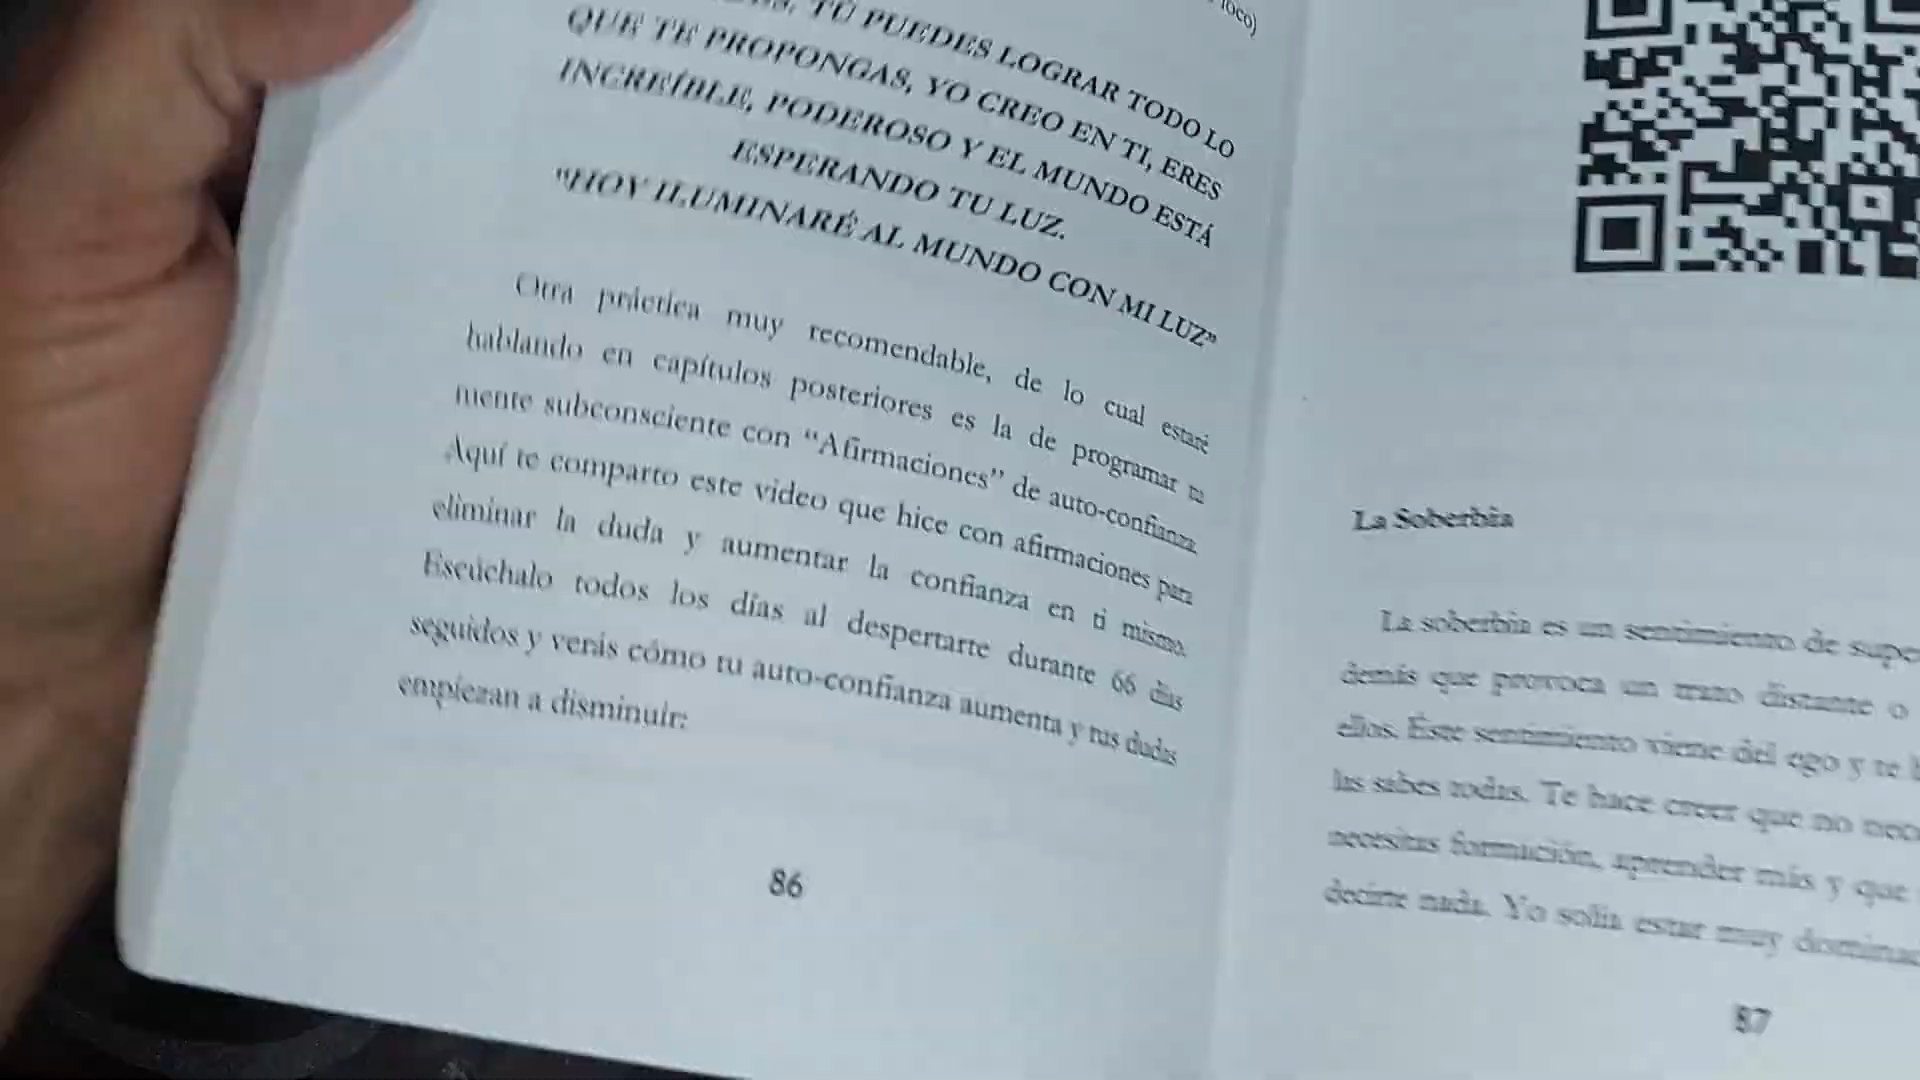 loco)
TÚ PUEDES LOGRAR TODO LO
QUE TE PROPONGAS, YO CREO EN TI, ERES
INCREÍBLE, PODEROSO Y EL MUNDO ESTÁ
ESPERANDO TU LUZ.
"HOY ILUMINARÉ AL MUNDO CON MI LUZ"
Otra práctica muy recomendable, de lo cual estaré
hablando en capítulos posteriores es la de programar tu
mente subconsciente con “Afirmaciones” de auto-confianza
Aquí te comparto este video que hice con afirmaciones para
eliminar la duda y aumentar la confianza en ti mismo.
Escúchalo todos los días al despertarte durante 66 días
seguidos y verás cómo tu auto-confianza aumenta y tus dudas
empiezan a disminuir:
86
La Soberbia
La soberbia es un sentimiento de supe
demás que provoca un trato distante o
ellos. Éste sentimiento viene del ego y te
las sabes todas. Te hace creer que no nec
necesitas formación, aprender más y que
decirte nada. Yo solía estar muy dominad
87